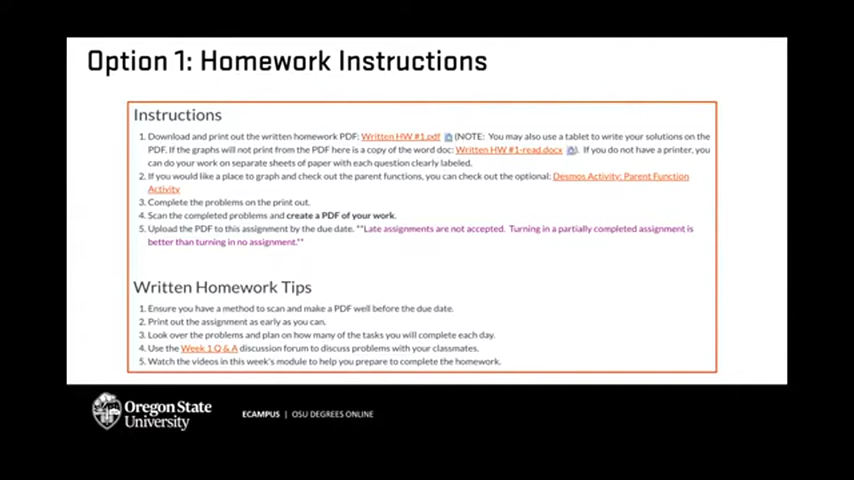 Option 1: Homework Instructions
Instructions
1. Download and print out the written homework PDF: Written HW #1.pdf (NOTE: You may also use a tablet to write your solutions on the
PDF. If the graphs will not print from the PDF here is a copy of the word doc: Written HW #1-read.docx ). If you do not have a printer, you
can do your work on separate sheets of paper with each question clearly labeled.
2. If you would like a place to graph and check out the parent functions, you can check out the optional: Desmos Activity: Parent Function
Activity
3. Complete the problems on the print out.
4. Scan the completed problems and create a PDF of your work.
5. Upload the PDF to this assignment by the due date. **Late assignments are not accepted. Turning in a partially completed assignment is
better than turning in no assignment.**
Written Homework Tips
1. Ensure you have a method to scan and make a PDF well before the due date.
2. Print out the assignment as early as you can.
3. Look over the problems and plan on how many of the tasks you will complete each day.
4. Use the Week 1 Q & A discussion forum to discuss problems with your classmates.
5. Watch the videos in this week's module to help you prepare to complete the homework.
Oregon State
University
ECAMPUS | OSU DEGREES ONLINE